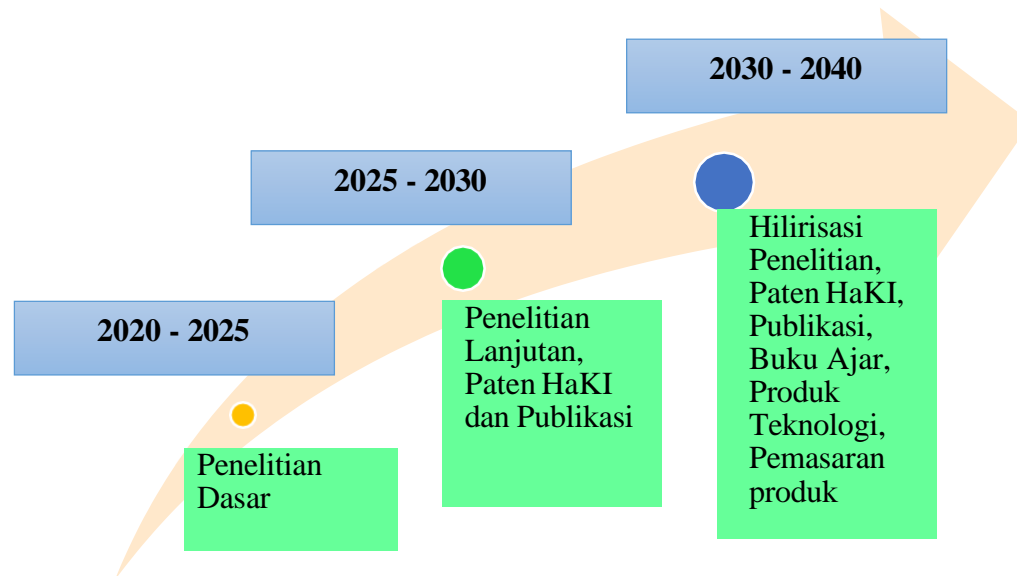 2020 - 2025
Penelitian
Dasar
2025 - 2030
Penelitian
Lanjutan,
Paten HaKI
dan Publikasi
2030 - 2040
Hilirisasi
Penelitian,
Paten HaKI,
Publikasi,
Buku Ajar,
Produk
Teknologi,
Pemasaran
produk